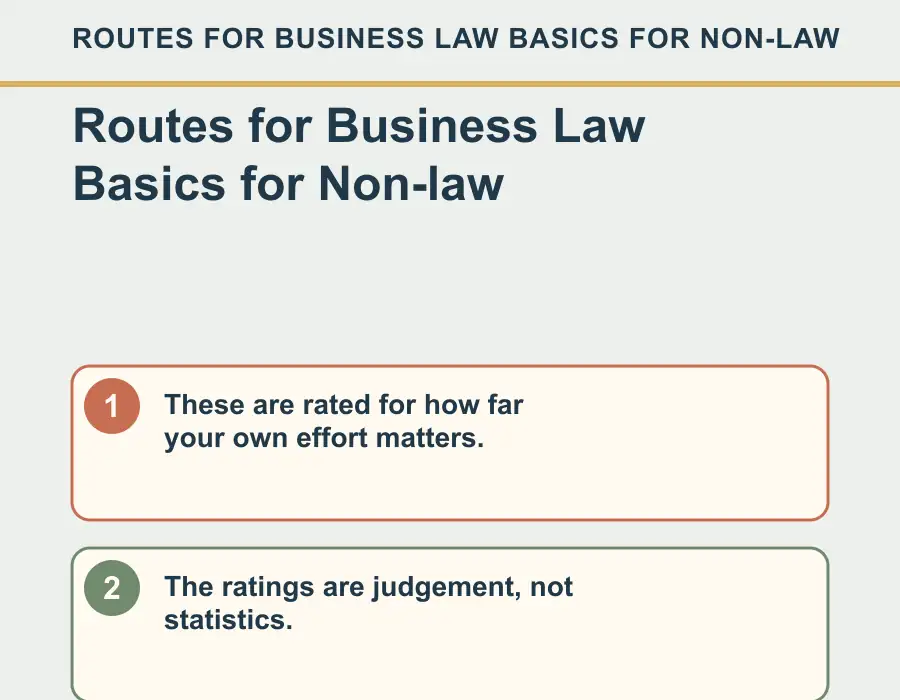 ROUTES FOR BUSINESS LAW BASICS FOR NON-LAW
Routes for Business Law
Basics for Non-law
1
These are rated for how far
your own effort matters.
2
The ratings are judgement, not
statistics.